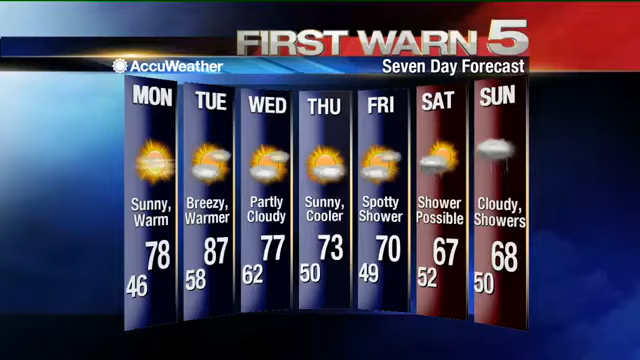 FIRST WARN 5
AccuWeather
Seven Day Forecast
MON
Sunny,
Warm
78
46
TUE
Breezy,
Warmer
87
58
WED
Partly
Cloudy
77
62
THU
Sunny,
Cooler
73
50
FRI
Spotty
Shower
70
49
SAT
Shower
Possible
67
52
SUN
Cloudy,
Showers
68
50